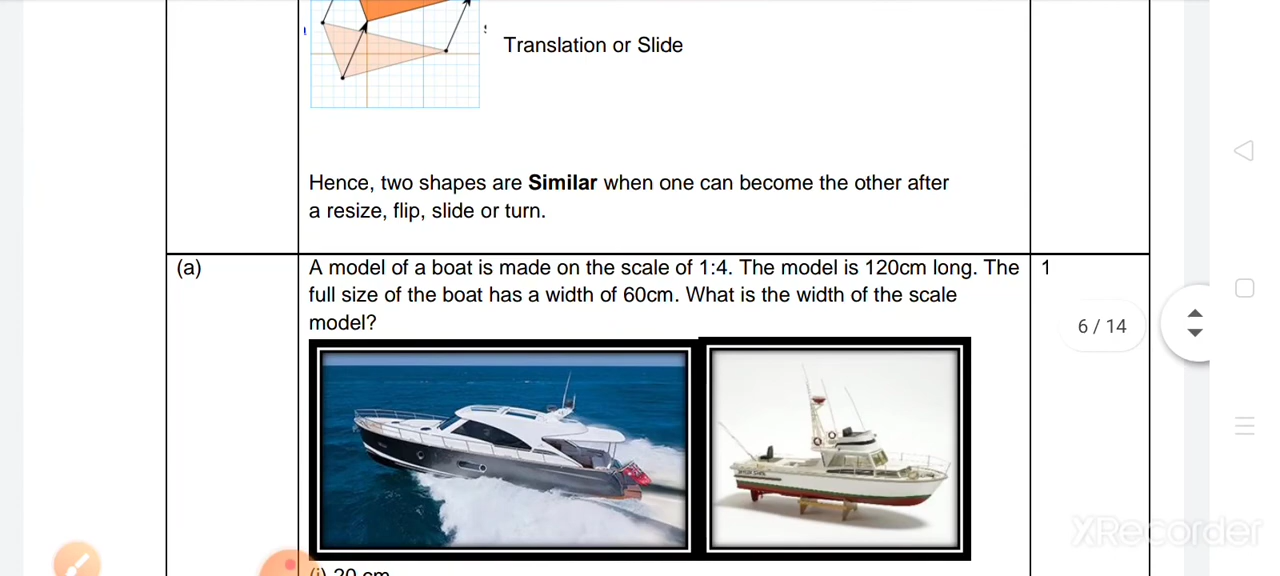 Translation or Slide
Hence, two shapes are Similar when one can become the other after
a resize, flip, slide or turn.
(a)
A model of a boat is made on the scale of 1:4. The model is 120cm long. The
full size of the boat has a width of 60cm. What is the width of the scale
model?
1
6 / 14
(i) 20 cm
XRecorder